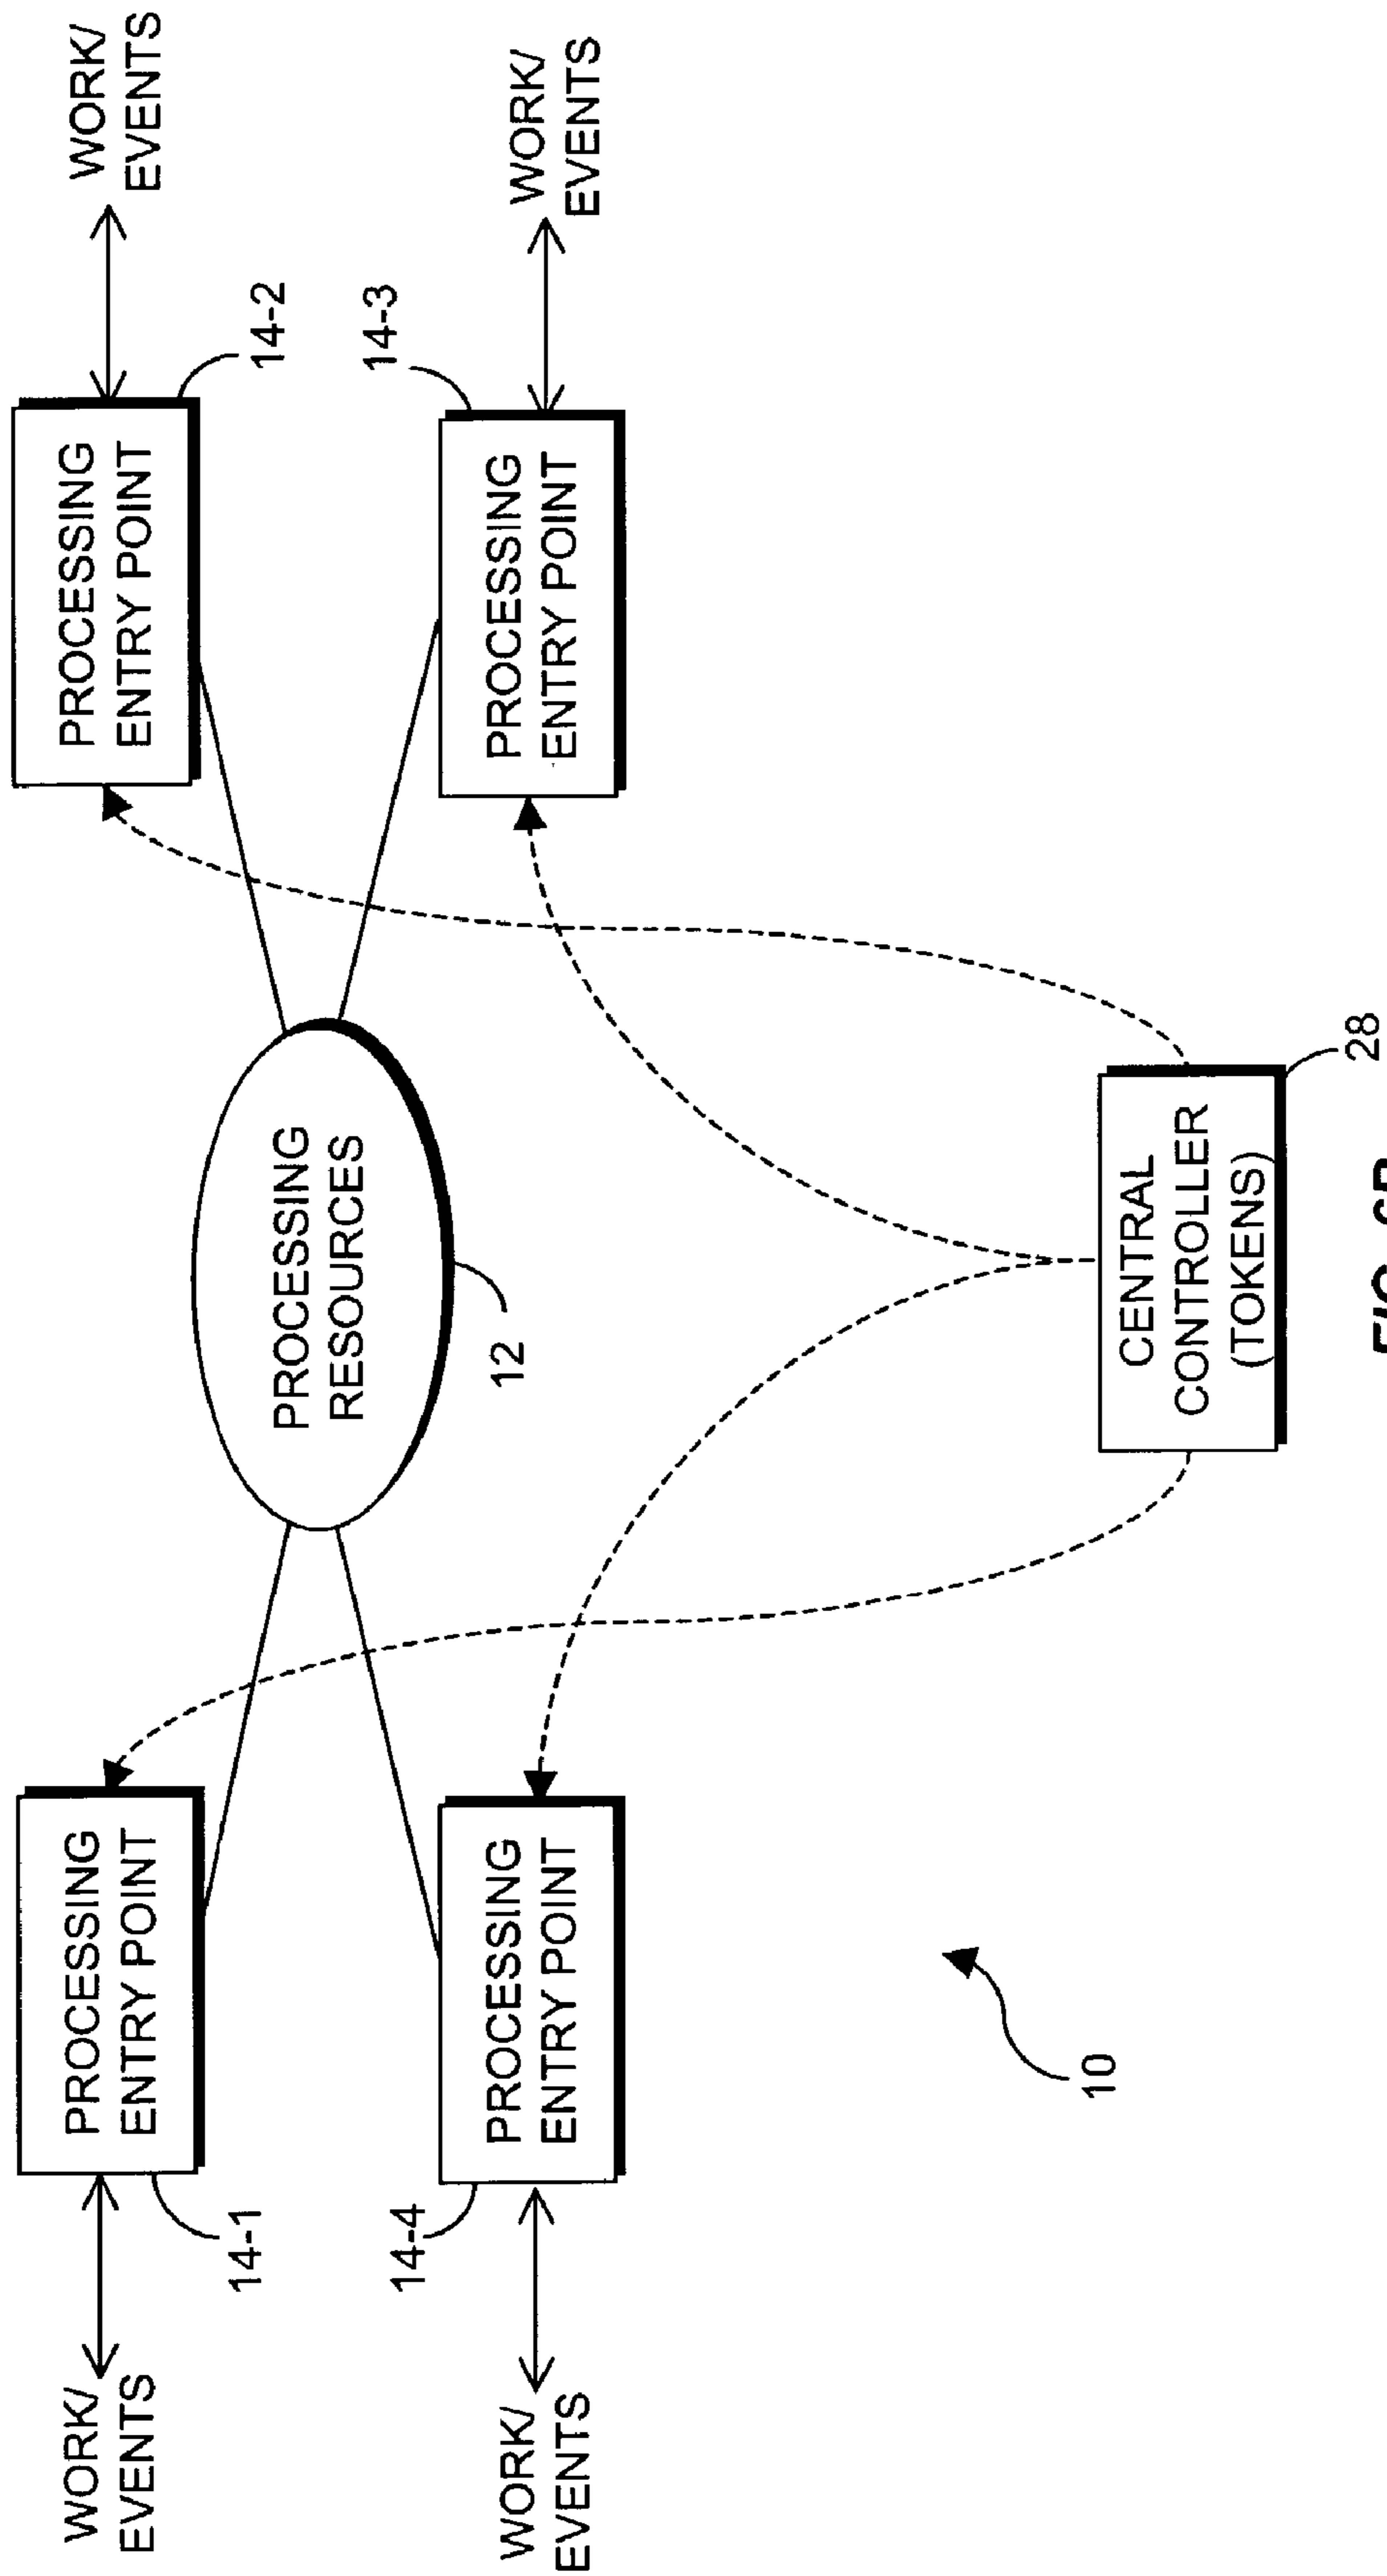 WORK/
EVENTS
PROCESSING
ENTRY POINT
14-1
PROCESSING
RESOURCES
12
PROCESSING
ENTRY POINT
14-2
WORK/
EVENTS
WORK/
EVENTS
14-4
PROCESSING
ENTRY POINT
PROCESSING
ENTRY POINT
14-3
WORK/
EVENTS
10
CENTRAL
CONTROLLER
(TOKENS)
28